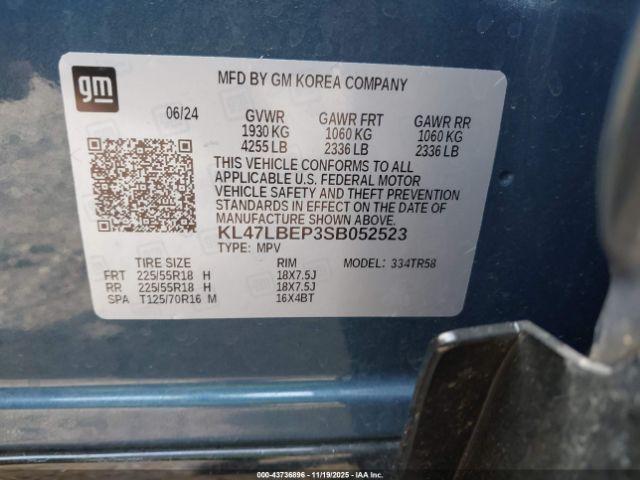 gm
MFD BY GM KOREA COMPANY
06/24 GVWR GAWR FRT GAWR RR
1930 KG 1060 KG 1060 KG
4255 LB 2336 LB 2336 LB
THIS VEHICLE CONFORMS TO ALL
APPLICABLE U.S. FEDERAL MOTOR
VEHICLE SAFETY AND THEFT PREVENTION
STANDARDS IN EFFECT ON THE DATE OF
MANUFACTURE SHOWN ABOVE.
KL47LBEP3SB052523
TYPE: MPV
TIRE SIZE RIM MODEL: 334TR58
FRT 225/55R18 H 18X7.5J
RR 225/55R18 H 18X7.5J
SPA T125/70R16 M 16X4BT
000-43736896 - 11/19/2025 - IAAI.COM